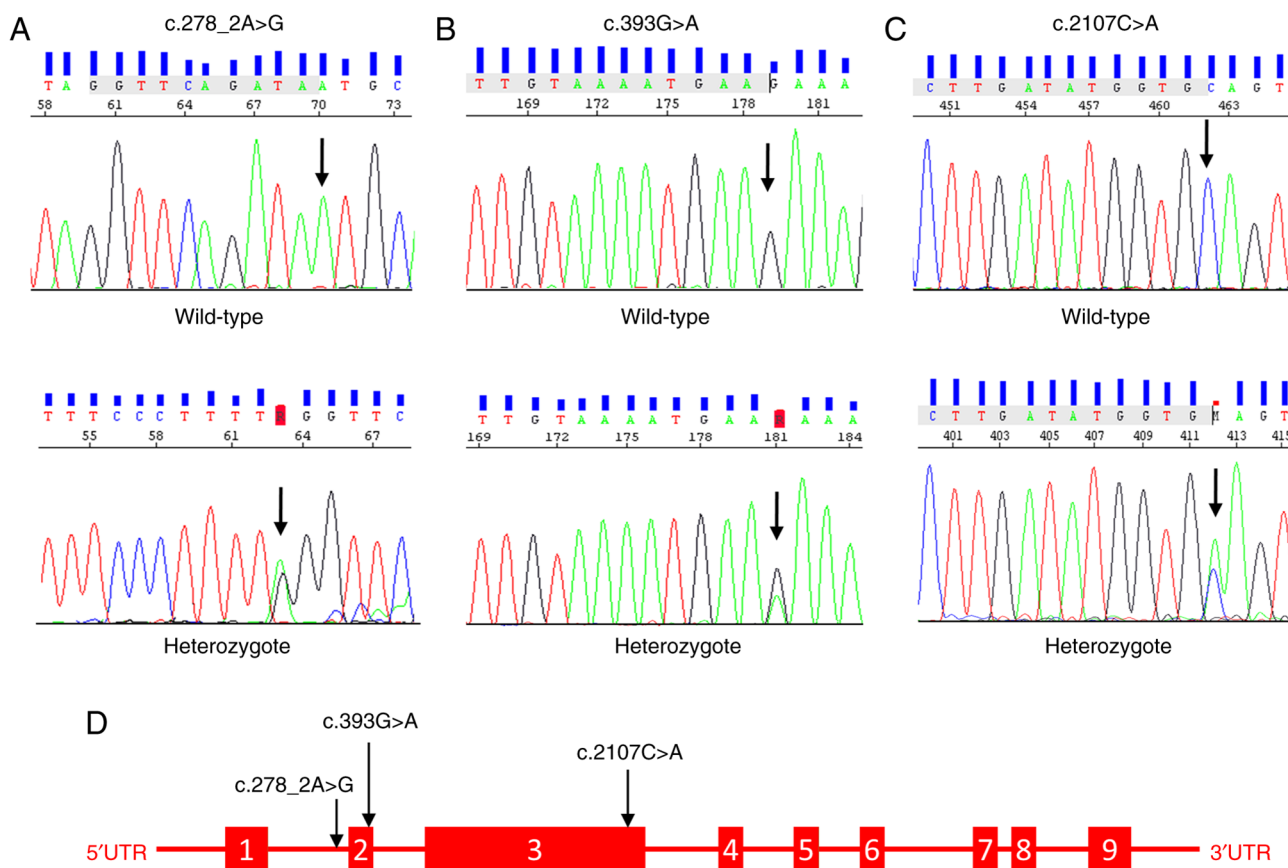 A
c.278_2A>G
T A G G T T C A G A T A A T G C
58 61 64 67 70 73
Wild-type
T T T C C C T T T T R G G T T C
55 58 61 64 67
Heterozygote
B
c.393G>A
T T G T A A A A T G A A G A A A
169 172 175 178 181
Wild-type
T T G T A A A A T G A A R A A A
169 172 175 178 181 184
Heterozygote
C
c.2107C>A
C T T G A T A T G G T G C A G T
451 454 457 460 463
Wild-type
C T T G A T A T G G T G M A G T
401 403 404 406 407 409 411 413 415
Heterozygote
D
c.393G>A
c.2107C>A
c.278_2A>G
5′UTR 1 2 3 4 5 6 7 8 9 3′UTR